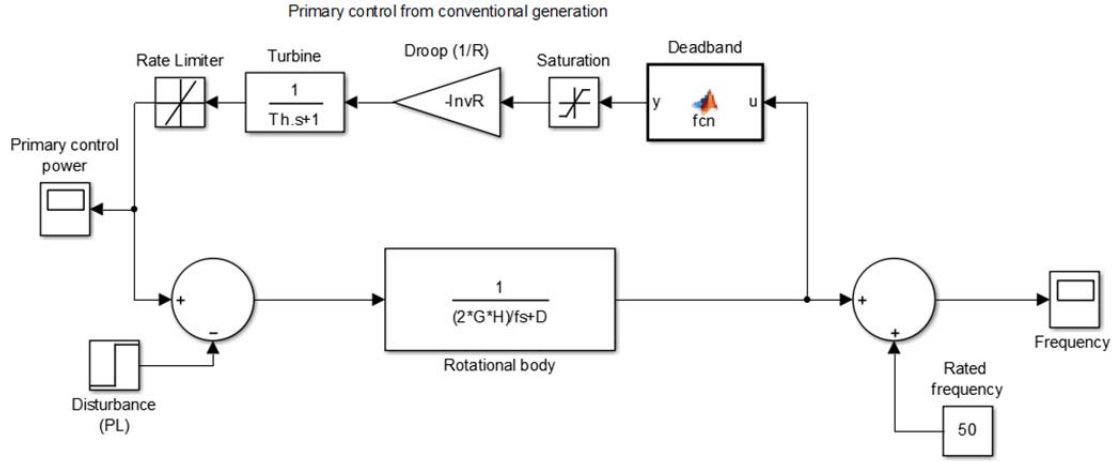 Primary control from conventional generation
Rate Limiter
Turbine
Droop (1/R)
Saturation
Deadband
1
Th.s+1
-InvR
y
fcn
u
Primary control
power
+
−
1
(2*G*H)/fs+D
Rotational body
+
+
Frequency
Disturbance
(PL)
Rated
frequency
50